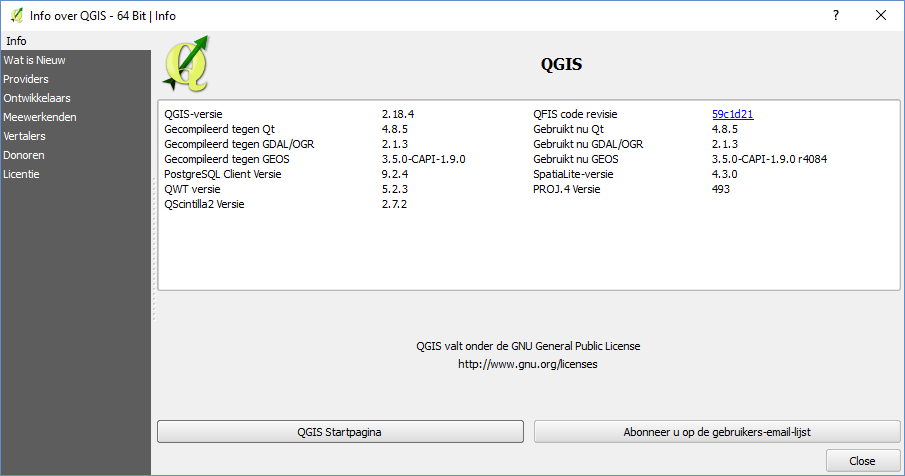 Info over QGIS - 64 Bit | Info
Info
Wat is Nieuw
Providers
Ontwikkelaars
Meewerkenden
Vertalers
Donoren
Licentie
QGIS
QGIS-versie 2.18.4 QFIS code revisie 59c1d21
Gecompileerd tegen Qt 4.8.5 Gebruikt nu Qt 4.8.5
Gecompileerd tegen GDAL/OGR 2.1.3 Gebruikt nu GDAL/OGR 2.1.3
Gecompileerd tegen GEOS 3.5.0-CAPI-1.9.0 Gebruikt nu GEOS 3.5.0-CAPI-1.9.0 r4084
PostgreSQL Client Versie 9.2.4 SpatiaLite-versie 4.3.0
QWT versie 5.2.3 PROJ.4 Versie 493
QScintilla2 Versie 2.7.2
QGIS valt onder de GNU General Public License
http://www.gnu.org/licenses
QGIS Startpagina Abonneer u op de gebruikers-email-lijst
Close